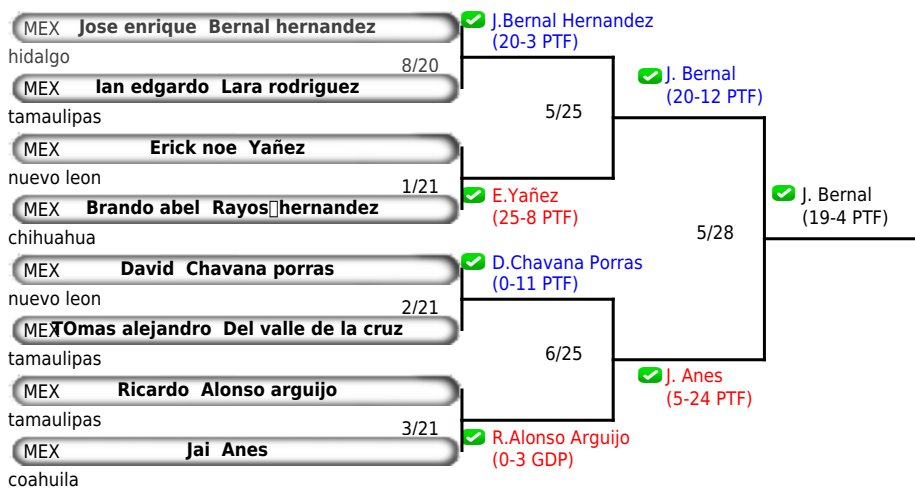 MEX Jose enrique Bernal hernandez
hidalgo
8/20
MEX Ian edgardo Lara rodriguez
tamaulipas
MEX Erick noe Yañez
nuevo leon
1/21
MEX Brando abel Rayos▯hernandez
chihuahua
MEX David Chavana porras
nuevo leon
2/21
MEX TOmas alejandro Del valle de la cruz
tamaulipas
MEX Ricardo Alonso arguijo
tamaulipas
3/21
MEX Jai Anes
coahuila
J.Bernal Hernandez
(20-3 PTF)
5/25
E.Yañez
(25-8 PTF)
D.Chavana Porras
(0-11 PTF)
6/25
R.Alonso Arguijo
(0-3 GDP)
J. Bernal
(20-12 PTF)
5/28
J. Anes
(5-24 PTF)
J. Bernal
(19-4 PTF)